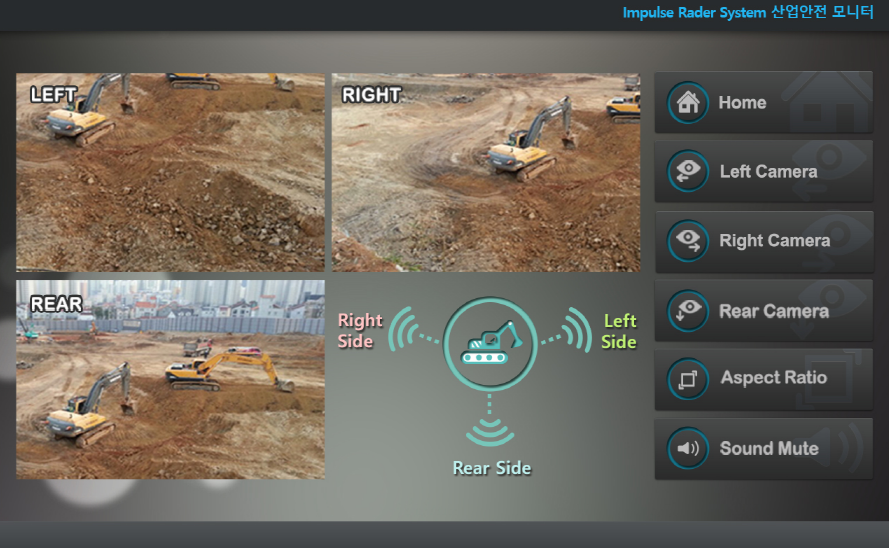 Impulse Rader System 산업안전 모니터
LEFT
RIGHT
REAR
Right
Side
Left
Side
Rear Side
Home
Left Camera
Right Camera
Rear Camera
Aspect Ratio
Sound Mute